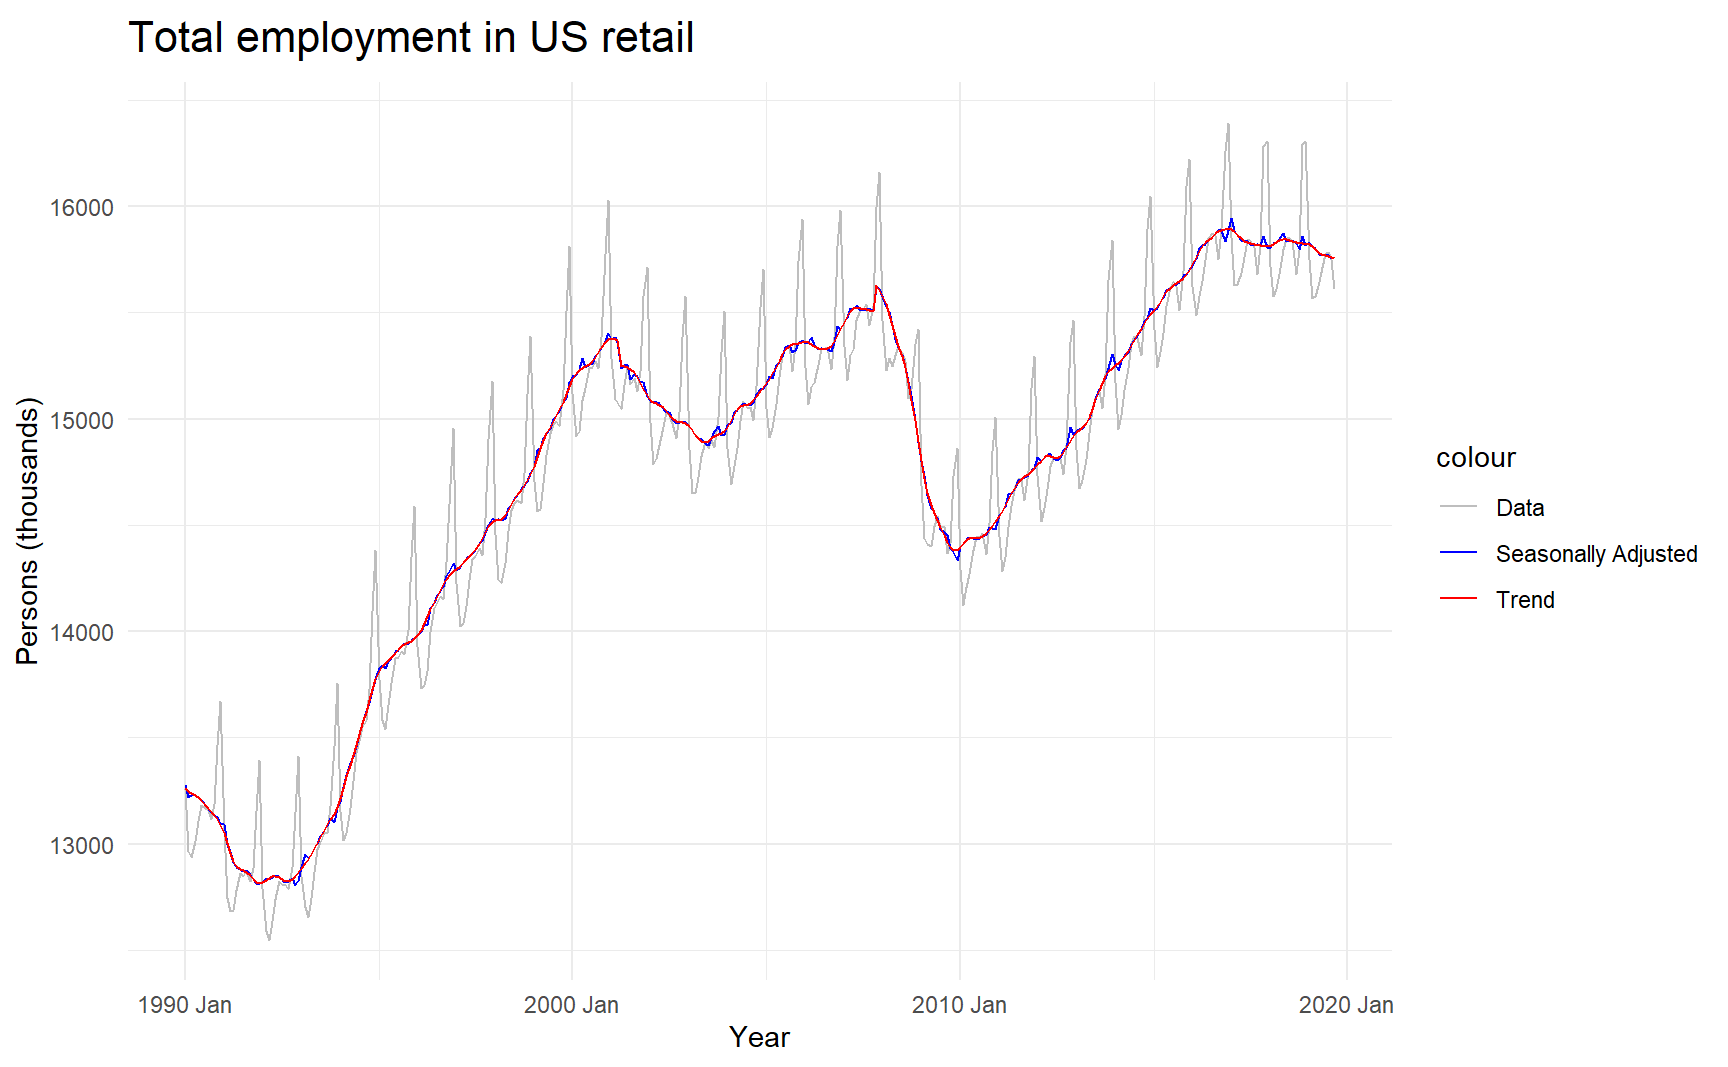 Total employment in US retail
Persons (thousands)
16000
15000
14000
13000
1990 Jan
2000 Jan
2010 Jan
2020 Jan
Year
colour
Data
Seasonally Adjusted
Trend